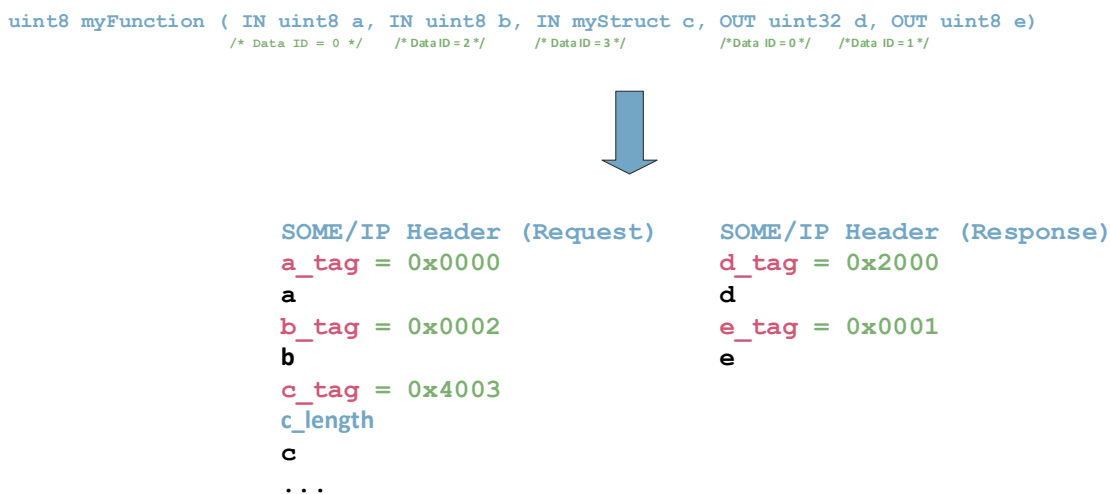 uint8 myFunction ( IN uint8 a, IN uint8 b, IN myStruct c, OUT uint32 d, OUT uint8 e)
/* Data ID = 0 */ /* Data ID = 2 */ /* Data ID = 3 */ /*Data ID = 0 */ /*Data ID = 1 */
SOME/IP Header (Request)
a_tag = 0x0000
a
b_tag = 0x0002
b
c_tag = 0x4003
c_length
c
...
SOME/IP Header (Response)
d_tag = 0x2000
d
e_tag = 0x0001
e